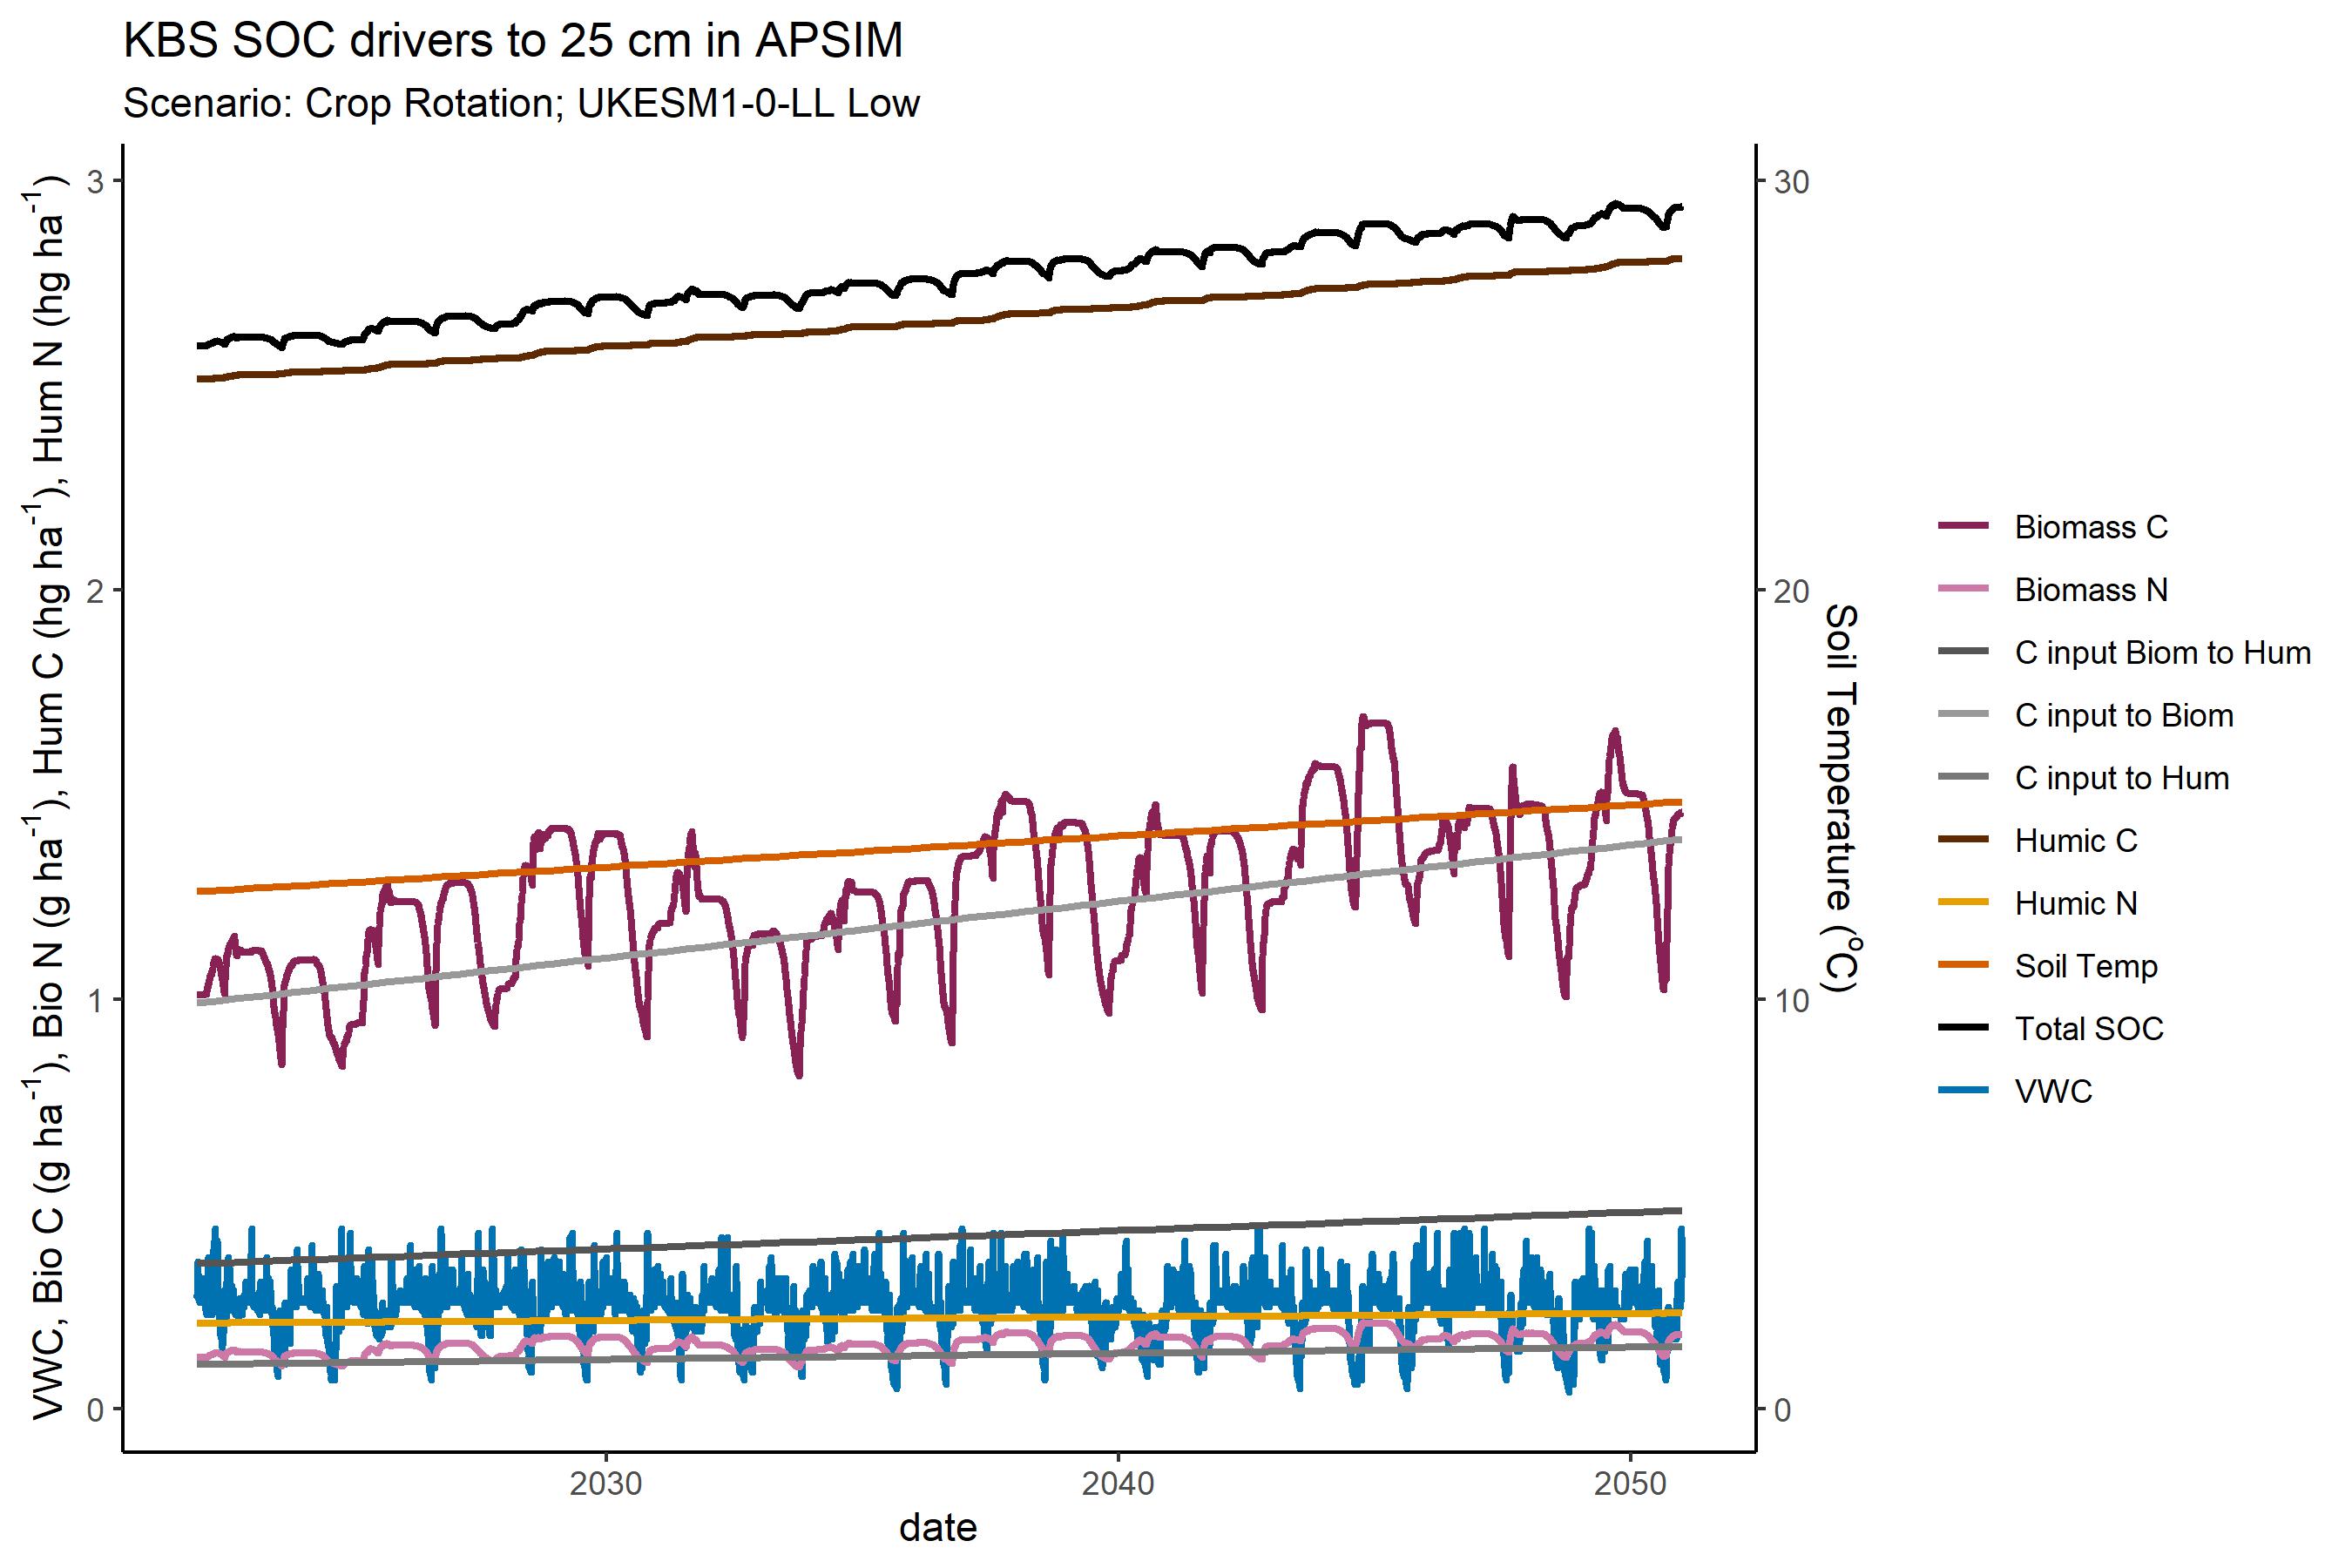 KBS SOC drivers to 25 cm in APSIM
Scenario: Crop Rotation; UKESM1-0-LL Low
VWC, Bio C (g ha⁻¹), Bio N (g ha⁻¹), Hum C (hg ha⁻¹), Hum N (hg ha⁻¹)
3
2
1
0
30
20
10
0
Soil Temperature (°C)
2030
2040
2050
date
Biomass C
Biomass N
C input Biom to Hum
C input to Biom
C input to Hum
Humic C
Humic N
Soil Temp
Total SOC
VWC